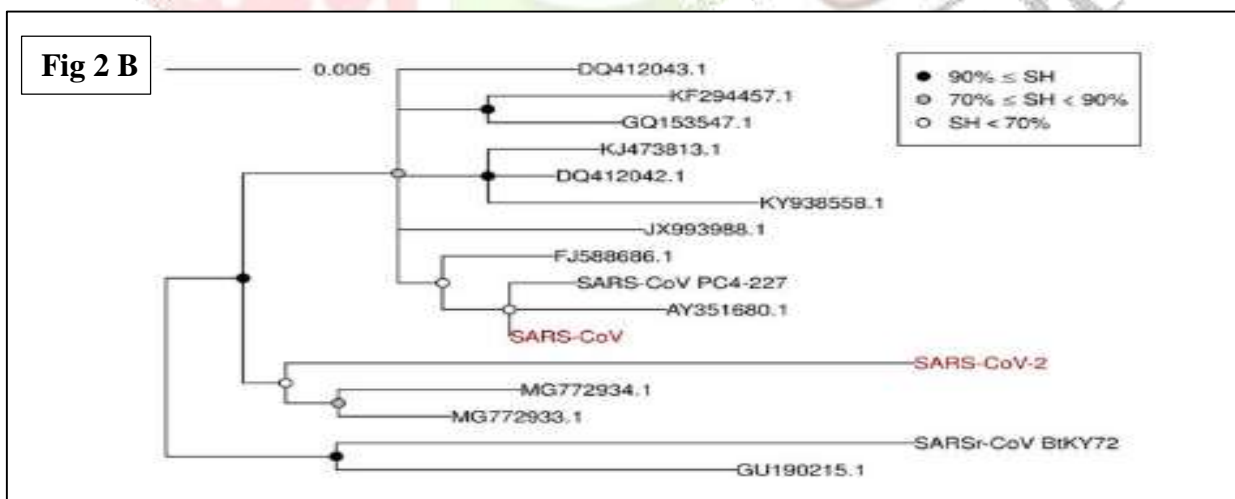 Fig 2 B
0.005
90% ≤ SH
70% ≤ SH < 90%
SH < 70%
DQ412043.1
KF294457.1
GQ153547.1
KJ473813.1
DQ412042.1
KY938558.1
JX993988.1
FJ588686.1
SARS-CoV PC4-227
AY351680.1
SARS-CoV
SARS-CoV-2
MG772934.1
MG772933.1
SARSr-CoV BtKY72
GU190215.1